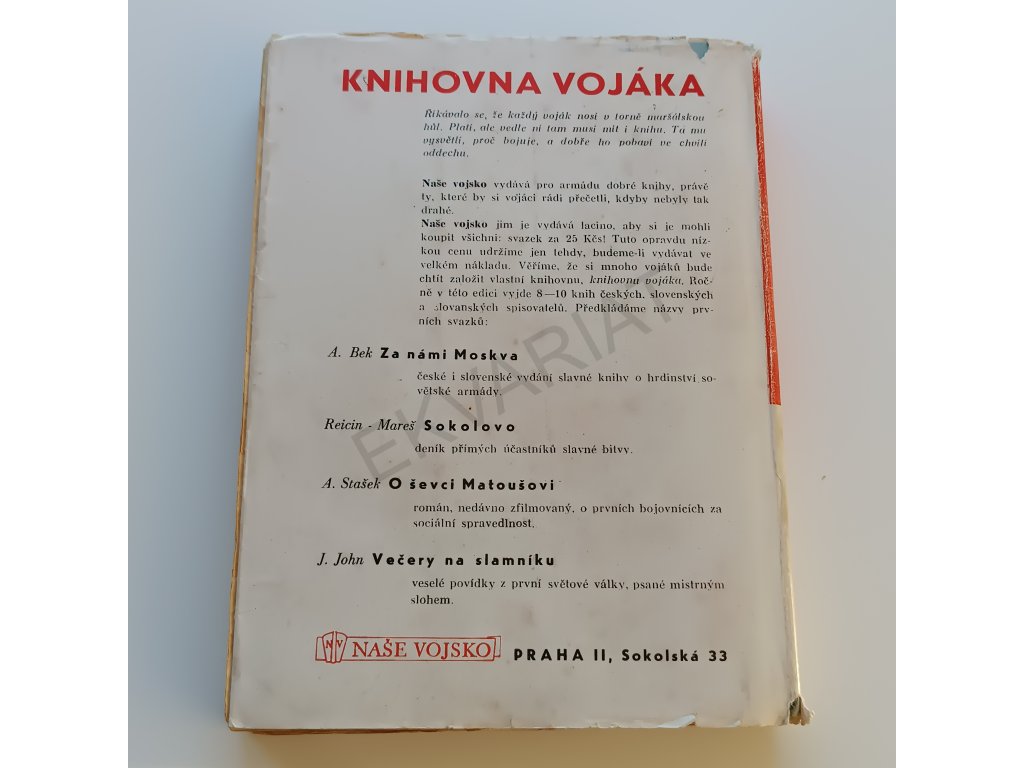 KNIHOVNA VOJÁKA
Říkávalo se, že každý voják nosí v torně maršálskou
hůl. Platí, ale vedle ní tam musí mít i knihu. Ta mu
vysvětlí, proč bojuje, a dobře ho pobaví ve chvíli
oddechu.
Naše vojsko vydává pro armádu dobré knihy, právě
ty, které by si vojáci rádi přečetli, kdyby nebyly tak
drahé.
Naše vojsko jim je vydává lacino, aby si je mohli
koupit všichni: svazek za 25 Kčs! Tuto opravdu níz-
kou cenu udržíme jen tehdy, budeme-li vydávat ve
velkém nákladu. Věříme, že si mnoho vojáků bude
chtít založit vlastní knihovnu, knihovnu vojáka. Roč-
ně v této edici vyjde 8—10 knih českých, slovenských
a slovanských spisovatelů. Předkládáme názvy prv-
ních svazků:
A. Bek Za námi Moskva
české i slovenské vydání slavné knihy o hrdinství so-
větské armády.
Reicin - Mareš Sokolovo
deník přímých účastníků slavné bitvy.
A. Stašek O ševci Matoušovi
román, nedávno zfilmovaný, o prvních bojovnících za
sociální spravedlnost.
J. John Večery na slamníku
veselé povídky z první světové války, psané mistrným
slohem.
NV NAŠE VOJSKO PRAHA II, Sokolská 33
EKVARIAT